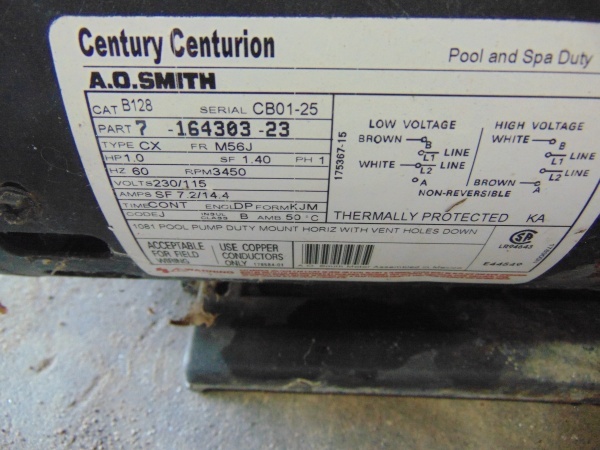 Century Centurion
Pool and Spa Duty
A.O.SMITH
CAT B128 SERIAL CB01-25
PART 7 -164303 -23
TYPE CX FR M56J
HP 1.0 SF 1.40 PH 1
HZ 60 RPM 3450
VOLTS 230/115
AMPS SF 7.2/14.4
TIME CONT ENCL DP FORM KJM
CODE J INSUL CLASS B AMB 50 °C
175367-15
LOW VOLTAGE
BROWN B
L1 LINE
WHITE LINE
L2
A
HIGH VOLTAGE
WHITE B
L1 LINE
L2 LINE
BROWN A
NON-REVERSIBLE
THERMALLY PROTECTED KA
1081 POOL PUMP DUTY MOUNT HORIZ WITH VENT HOLES DOWN
ACCEPTABLE
FOR FIELD
WIRING
USE COPPER
CONDUCTORS
ONLY
SA
LR94643
E44540